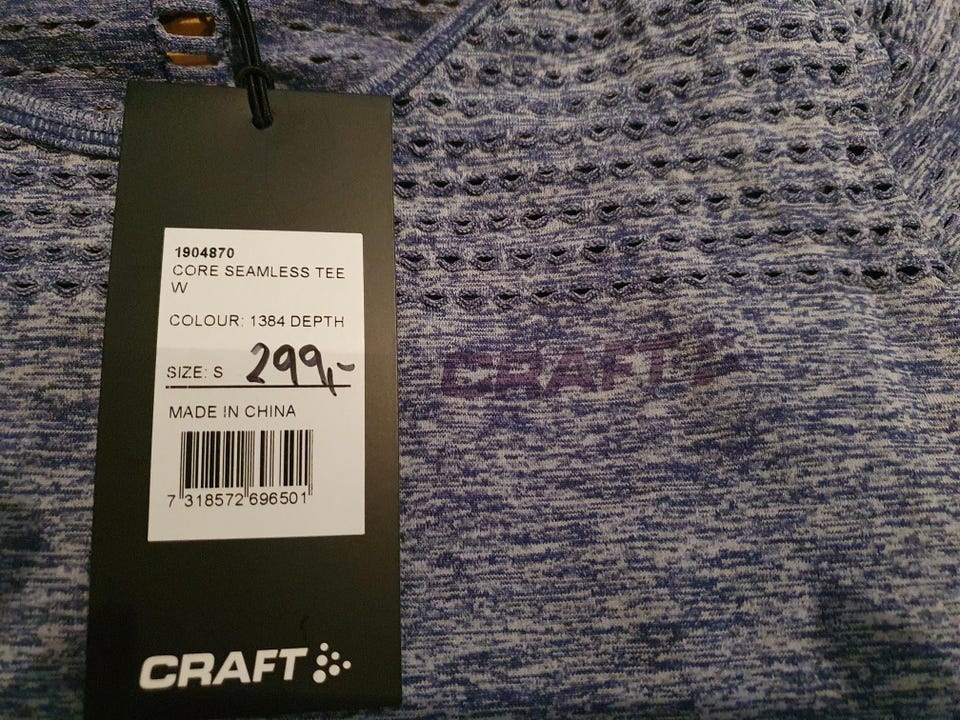 1904870
CORE SEAMLESS TEE
W
COLOUR: 1384 DEPTH
SIZE: S 299,-
MADE IN CHINA
7 318572 696501
CRAFT
CRAFT